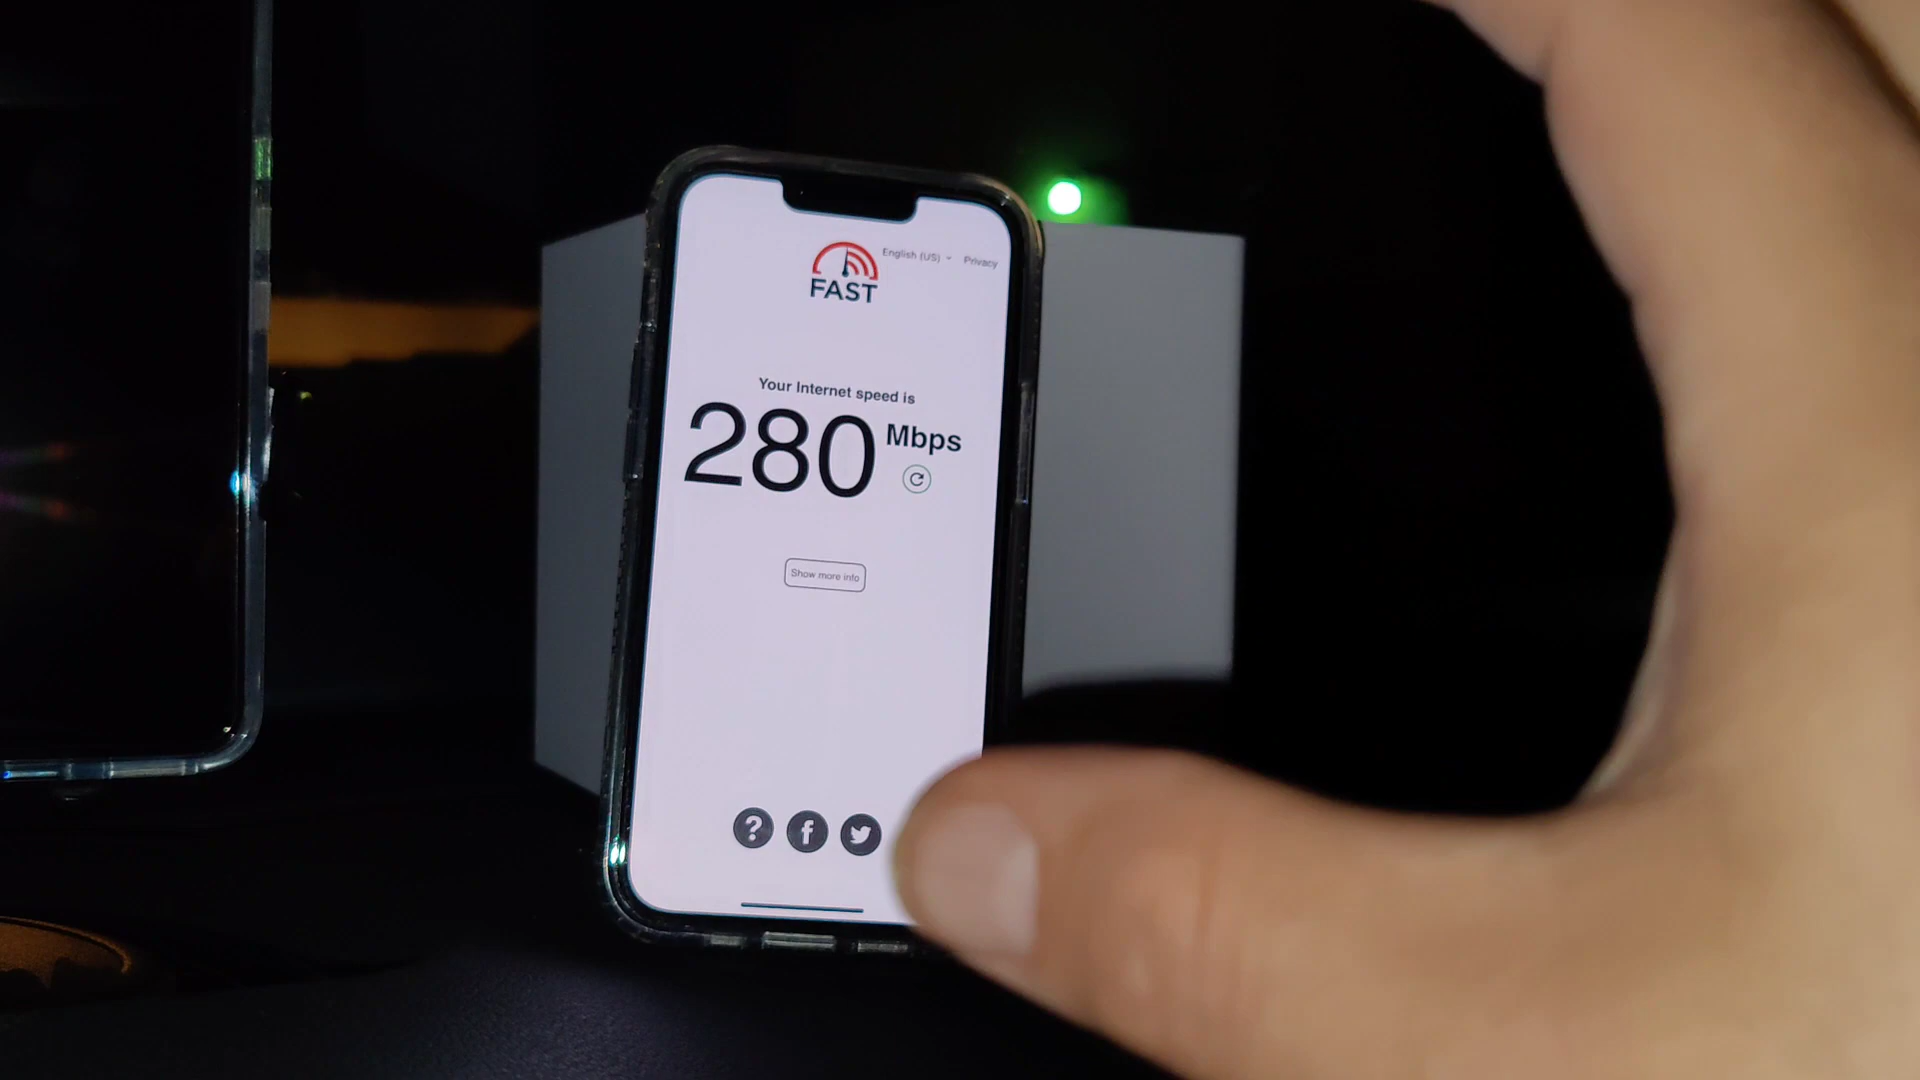 English (US) Privacy
FAST
Your Internet speed is
280 Mbps
Show more info
?